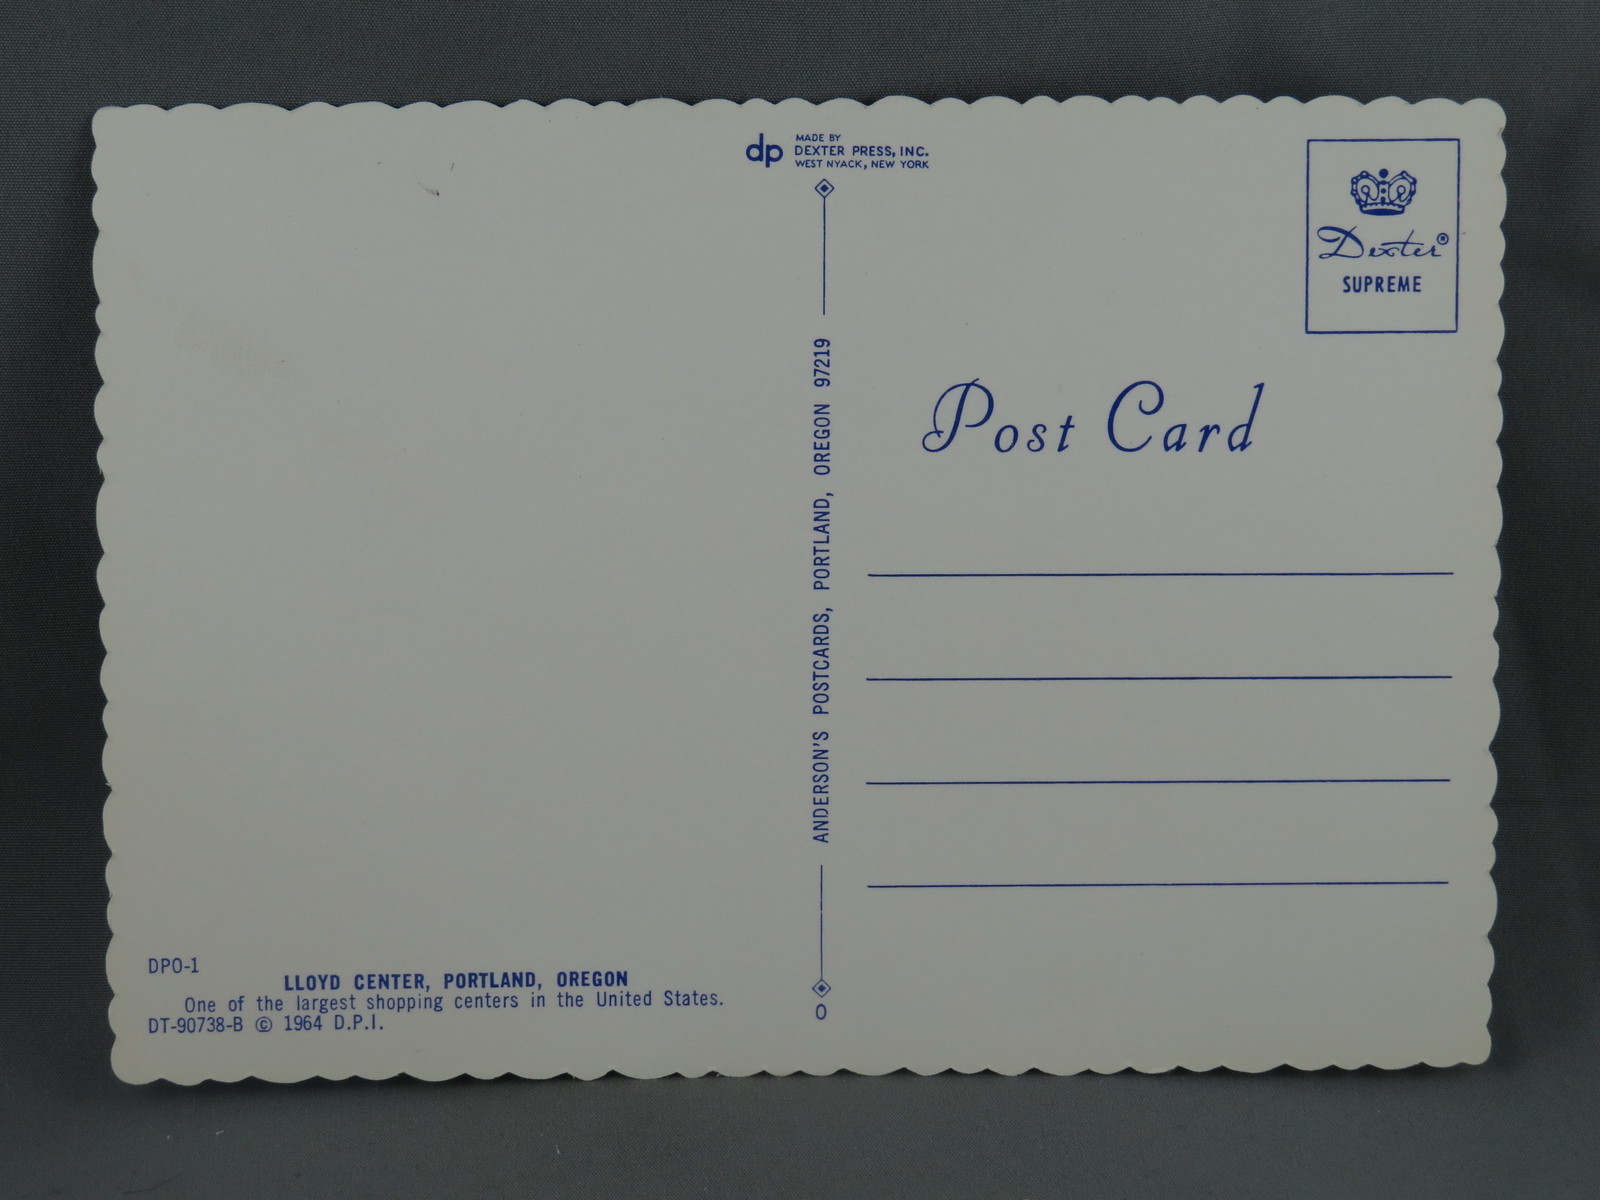 dp
MADE BY
DEXTER PRESS, INC.
WEST NYACK, NEW YORK
Dexter®
SUPREME
Post Card
ANDERSON'S POSTCARDS, PORTLAND, OREGON 97219
DPO-1
LLOYD CENTER, PORTLAND, OREGON
One of the largest shopping centers in the United States.
DT-90738-B © 1964 D.P.I.
0